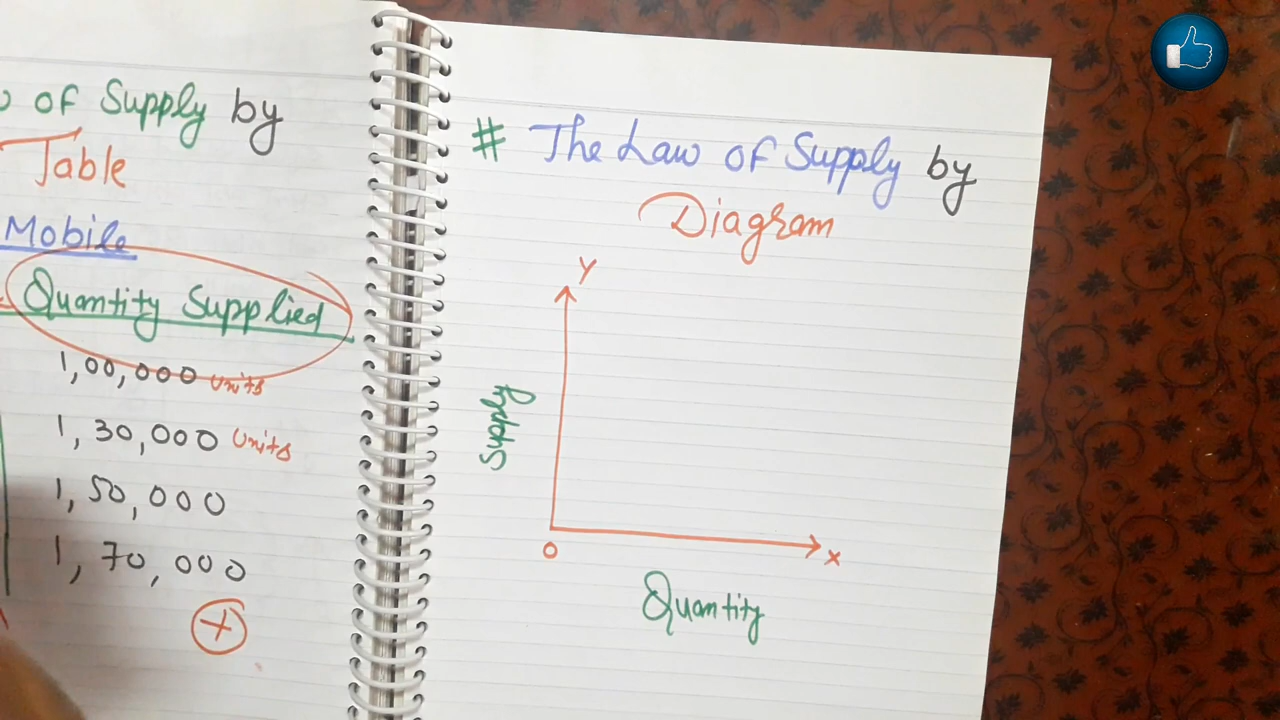 of Supply by
Table
Mobile
Quantity Supplied
1,00,000 units
1,30,000 Units
1,50,000
1,70,000
+
# The Law of Supply by
Diagram
Y
Supply
O
X
Quantity